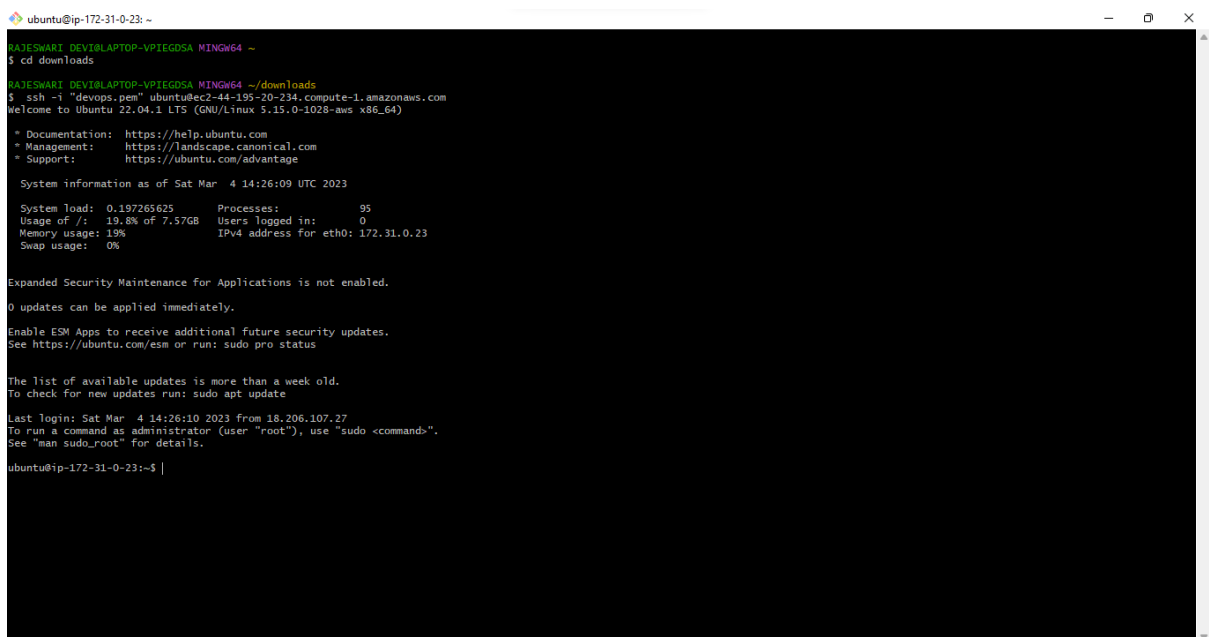 ubuntu@ip-172-31-0-23: ~
RAJESWARI DEVI@LAPTOP-VPIEGDSA MINGW64 ~
$ cd downloads
RAJESWARI DEVI@LAPTOP-VPIEGDSA MINGW64 ~/downloads
$  ssh -i "devops.pem" ubuntu@ec2-44-195-20-234.compute-1.amazonaws.com
Welcome to Ubuntu 22.04.1 LTS (GNU/Linux 5.15.0-1028-aws x86_64)
* Documentation:  https://help.ubuntu.com
* Management:     https://landscape.canonical.com
* Support:        https://ubuntu.com/advantage
System information as of Sat Mar  4 14:26:09 UTC 2023
System load:  0.197265625      Processes:             95
Usage of /:   19.8% of 7.57GB  Users logged in:       0
Memory usage: 19%              IPv4 address for eth0: 172.31.0.23
Swap usage:   0%
Expanded Security Maintenance for Applications is not enabled.
0 updates can be applied immediately.
Enable ESM Apps to receive additional future security updates.
See https://ubuntu.com/esm or run: sudo pro status
The list of available updates is more than a week old.
To check for new updates run: sudo apt update
Last login: Sat Mar  4 14:26:10 2023 from 18.206.107.27
To run a command as administrator (user "root"), use "sudo <command>".
See "man sudo_root" for details.
ubuntu@ip-172-31-0-23:~$